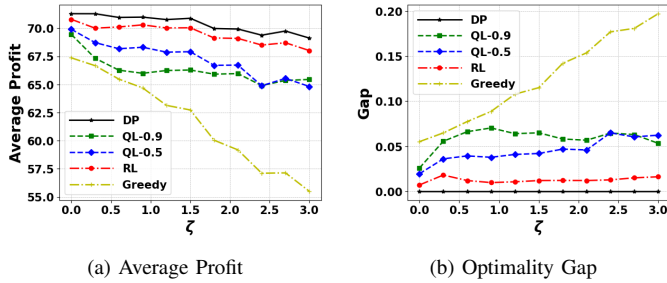 Average Profit
70.0
67.5
65.0
62.5
60.0
57.5
55.0
DP
QL-0.9
QL-0.5
RL
Greedy
0.0 0.5 1.0 1.5 2.0 2.5 3.0
ζ
(a) Average Profit
Gap
0.20
0.15
0.10
0.05
0.00
DP
QL-0.9
QL-0.5
RL
Greedy
0.0 0.5 1.0 1.5 2.0 2.5 3.0
ζ
(b) Optimality Gap